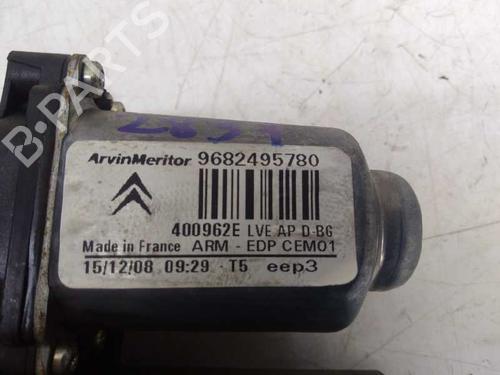 B-PARTS
ArvinMeritor 9682495780
400962E LVE AP D-BG
Made in France ARM - EDP CEM01
15/12/08 09:29 - T5 eep3